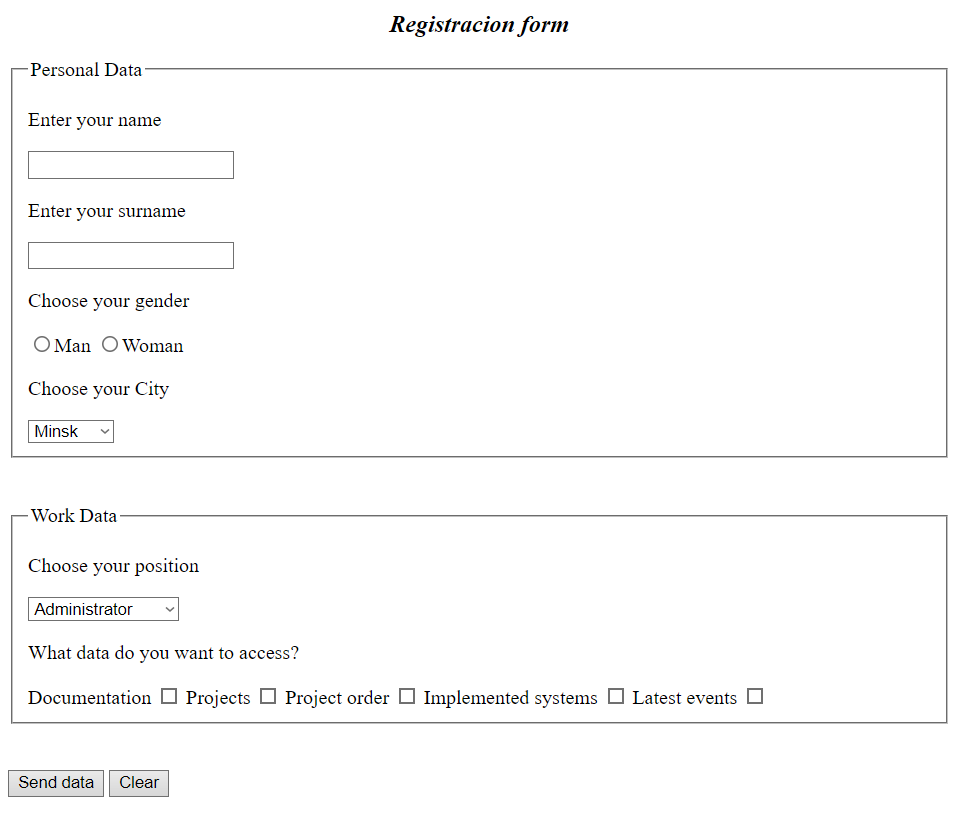 Registracion form
Personal Data
Enter your name
Enter your surname
Choose your gender
Man Woman
Choose your City
Minsk
Work Data
Choose your position
Administrator
What data do you want to access?
Documentation Projects Project order Implemented systems Latest events
Send data Clear